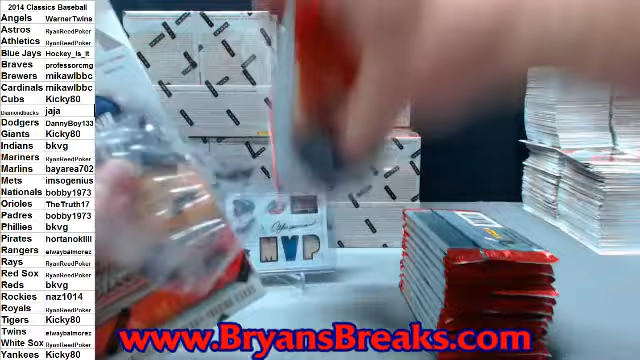 2014 Classics Baseball
Angels WarnerTwins
Astros RyanReedPoker
Athletics RyanReedPoker
Blue Jays Hockey_is_it
Braves professorcmg
Brewers mikawlbbc
Cardinals mikawlbbc
Cubs Kicky80
Diamondbacks jaja
Dodgers DannyBoy133
Giants Kicky80
Indians bkvg
Mariners RyanReedPoker
Marlins bayarea702
Mets imsogenius
Nationals bobby1973
Orioles TheTruth17
Padres bobby1973
Phillies bkvg
Pirates
Rangers
Rays RyanReedPoker
Red Sox RyanReedPoker
Reds bkvg
Rockies naz1014
Royals RyanReedPoker
Tigers Kicky80
Twins
White Sox RyanReedPoker
Yankees Kicky80
MVP
www.BryansBreaks.com